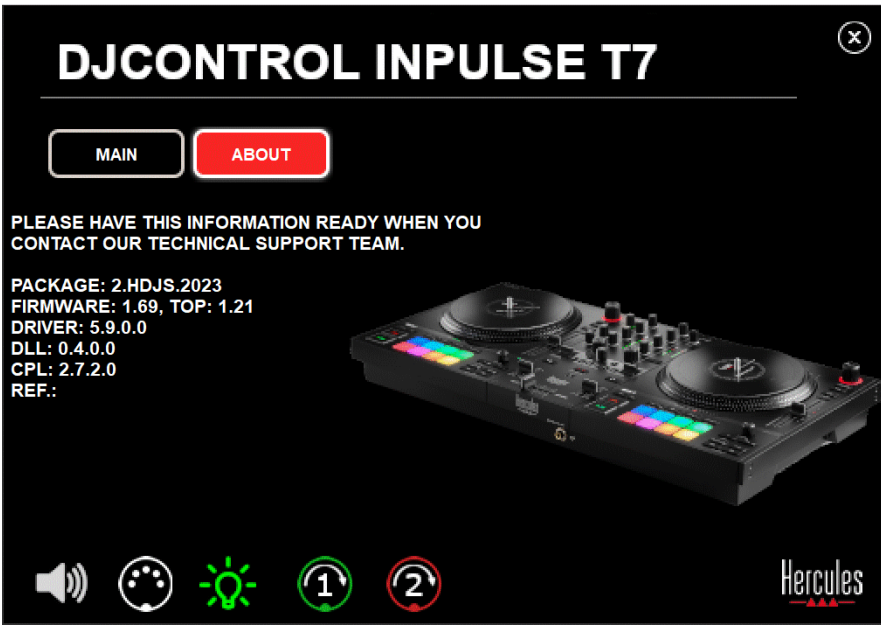 DJCONTROL INPULSE T7
MAIN
ABOUT
PLEASE HAVE THIS INFORMATION READY WHEN YOU
CONTACT OUR TECHNICAL SUPPORT TEAM.
PACKAGE: 2.HDJS.2023
FIRMWARE: 1.69, TOP: 1.21
DRIVER: 5.9.0.0
DLL: 0.4.0.0
CPL: 2.7.2.0
REF.:
1
2
Hercules